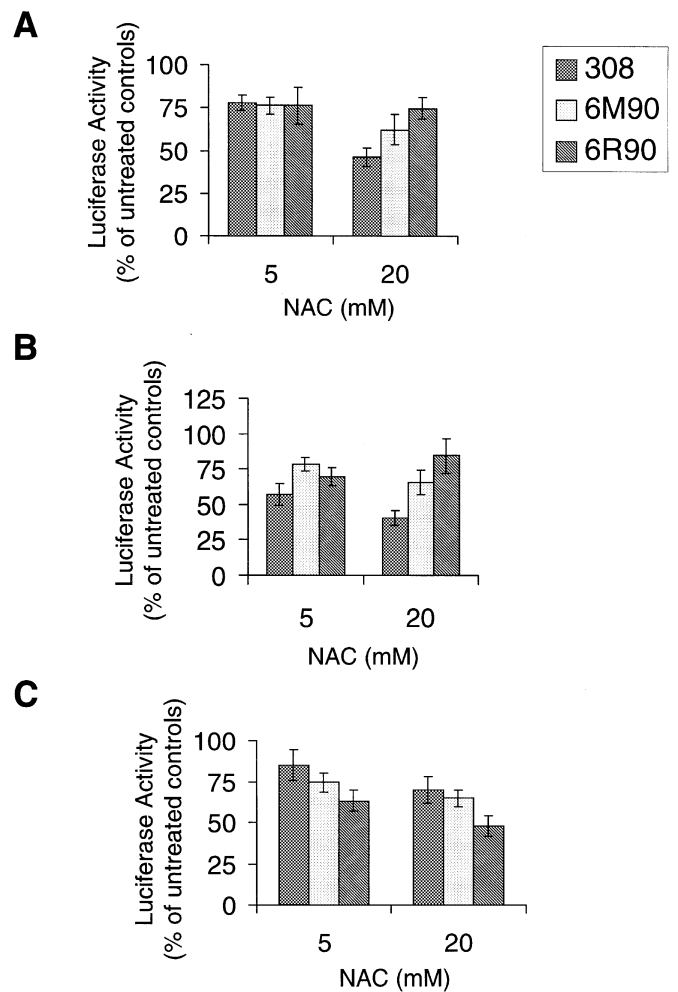 A
Luciferase Activity
(% of untreated controls)
100
75
50
25
0
5
20
NAC (mM)
308
6M90
6R90
B
Luciferase Activity
(% of untreated controls)
125
100
75
50
25
0
5
20
NAC (mM)
C
Luciferase Activity
(% of untreated controls)
100
75
50
25
0
5
20
NAC (mM)